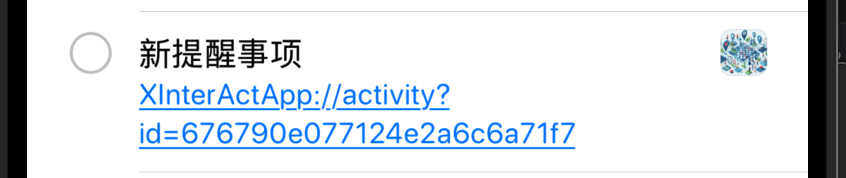 新提醒事项
XInterActApp://activity?
id=676790e077124e2a6c6a71f7